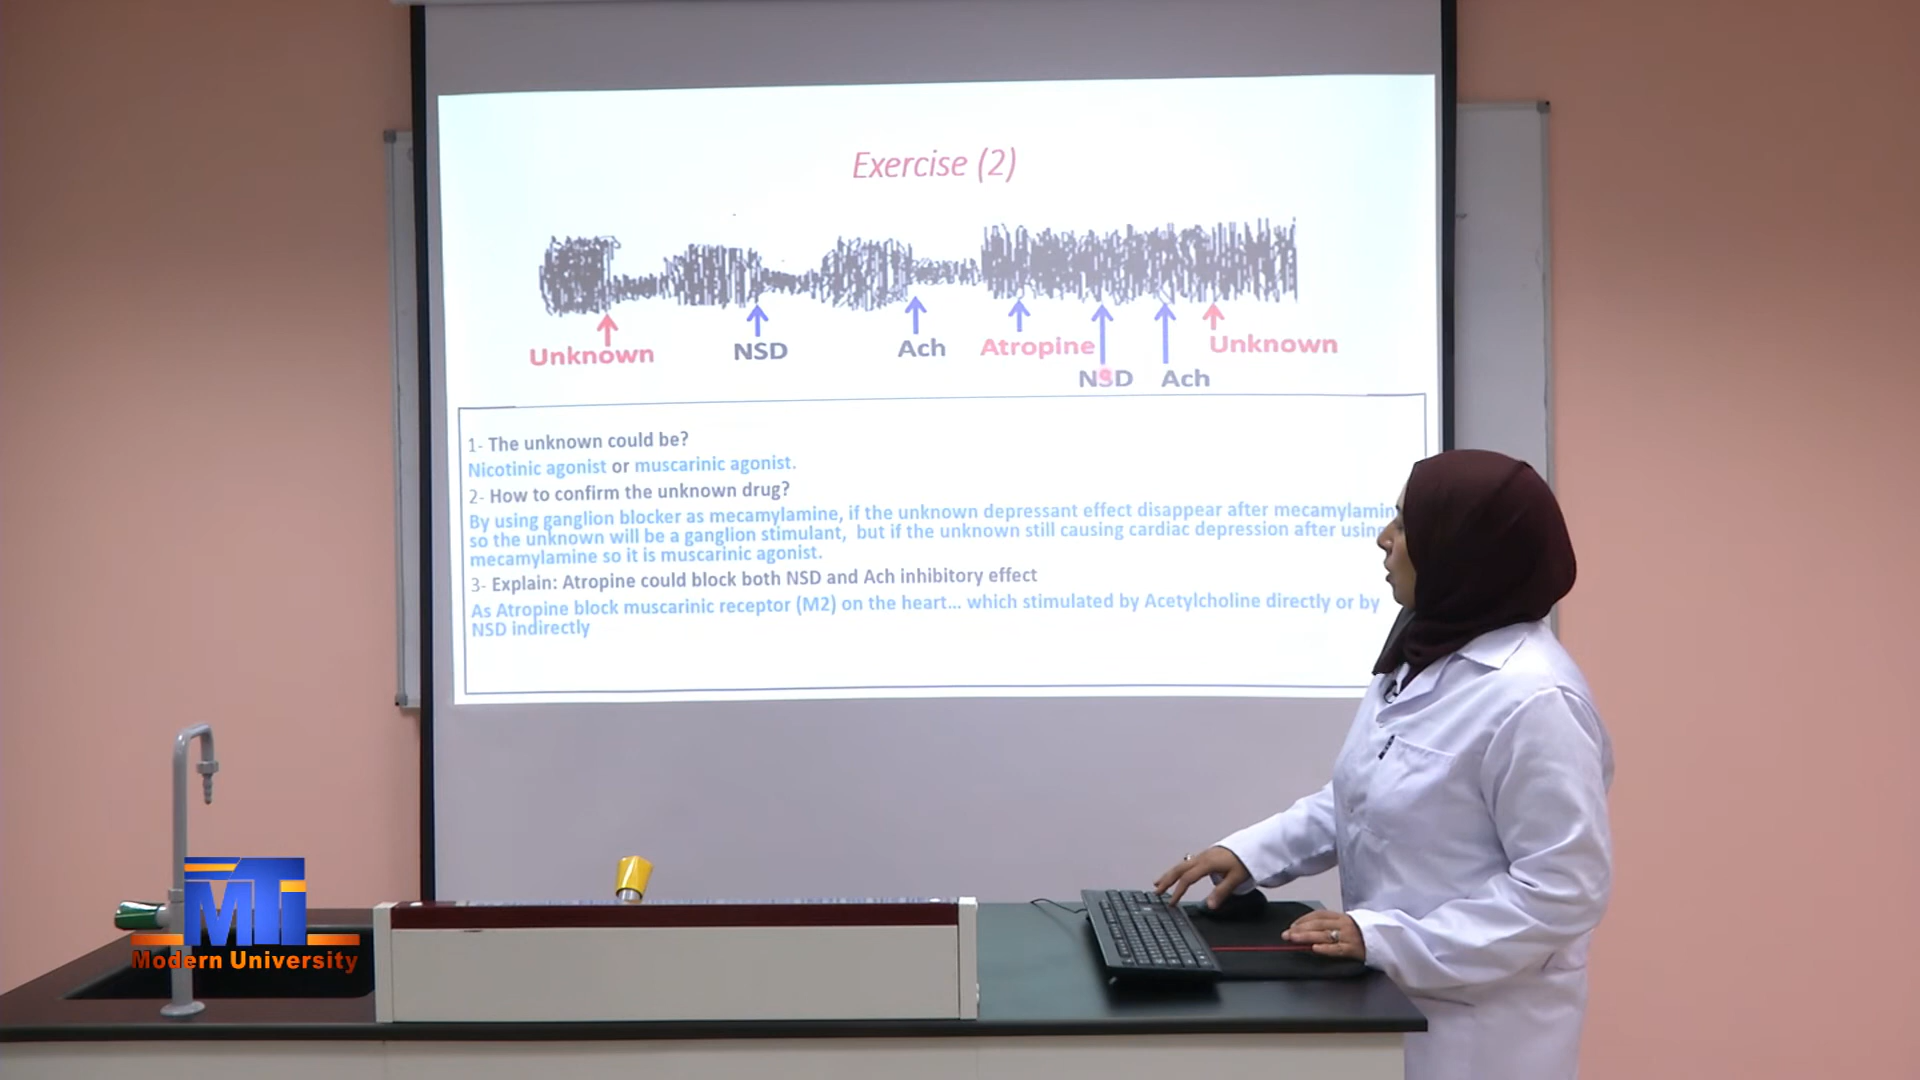 Exercise (2)
Unknown
NSD
Ach
Atropine
NSD
Ach
Unknown
1- The unknown could be?
Nicotinic agonist or muscarinic agonist.
2- How to confirm the unknown drug?
By using ganglion blocker as mecamylamine, if the unknown depressant effect disappear after mecamylamin
so the unknown will be a ganglion stimulant, but if the unknown still causing cardiac depression after using
mecamylamine so it is muscarinic agonist.
3- Explain: Atropine could block both NSD and Ach inhibitory effect
As Atropine block muscarinic receptor (M2) on the heart... which stimulated by Acetylcholine directly or by
NSD indirectly
MTi
Modern University